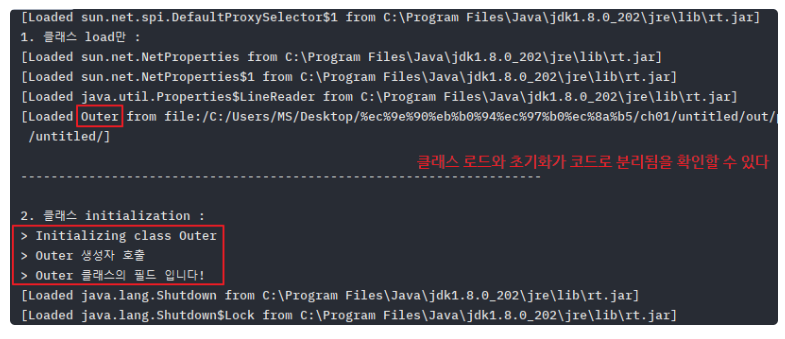 [Loaded sun.net.spi.DefaultProxySelector$1 from C:\Program Files\Java\jdk1.8.0_202\jre\lib\rt.jar]
1. 클래스 load만 :
[Loaded sun.net.NetProperties from C:\Program Files\Java\jdk1.8.0_202\jre\lib\rt.jar]
[Loaded sun.net.NetProperties$1 from C:\Program Files\Java\jdk1.8.0_202\jre\lib\rt.jar]
[Loaded java.util.Properties$LineReader from C:\Program Files\Java\jdk1.8.0_202\jre\lib\rt.jar]
[Loaded Outer from file:/C:/Users/MS/Desktop/%ec%9e%90%eb%b0%94%ec%97%b0%ec%8a%b5/ch01/untitled/out/
/untitled/]
클래스 로드와 초기화가 코드로 분리됨을 확인할 수 있다
---------------------------------------------------------------------
2. 클래스 initialization :
> Initializing class Outer
> Outer 생성자 호출
> Outer 클래스의 필드 입니다!
[Loaded java.lang.Shutdown from C:\Program Files\Java\jdk1.8.0_202\jre\lib\rt.jar]
[Loaded java.lang.Shutdown$Lock from C:\Program Files\Java\jdk1.8.0_202\jre\lib\rt.jar]